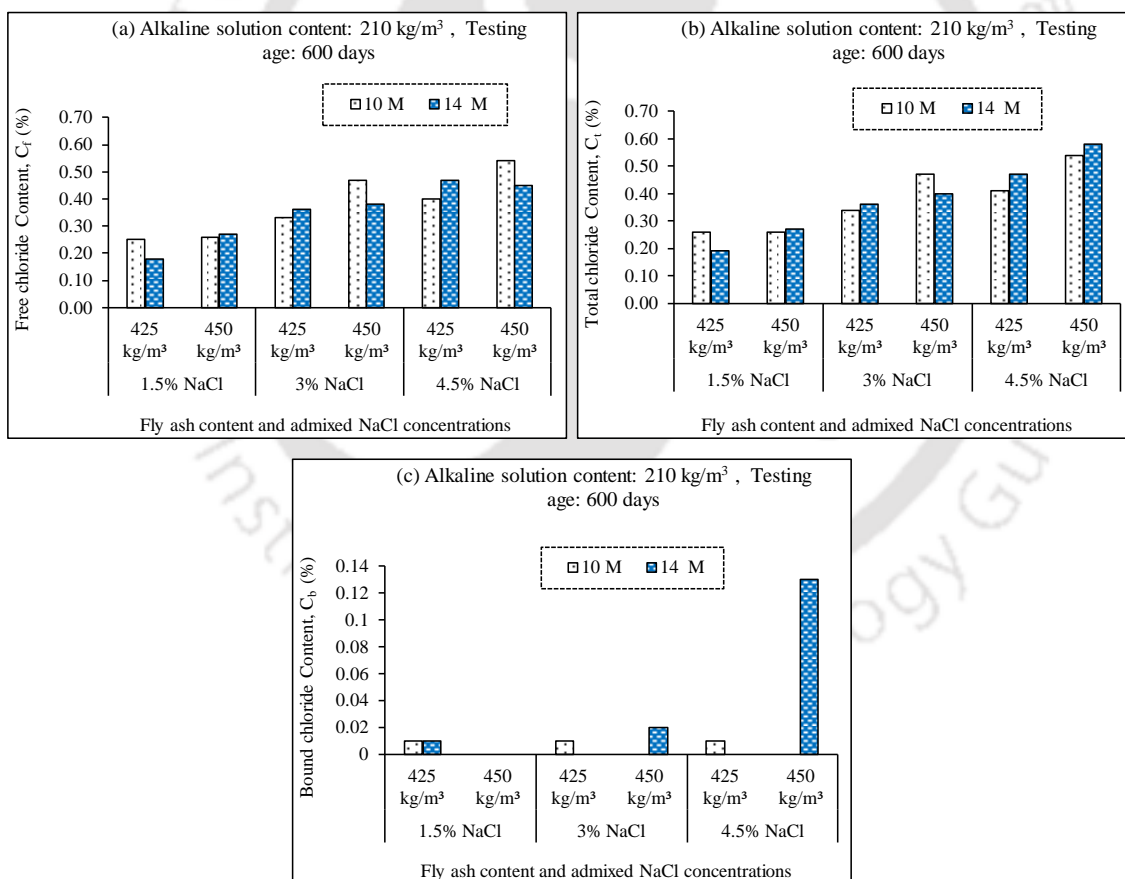 (a) Alkaline solution content: 210 kg/m³ , Testing
age: 600 days
10 M 14 M
Free chloride Content, Cf (%)
0.70
0.60
0.50
0.40
0.30
0.20
0.10
0.00
425 450 425 450 425 450
kg/m³ kg/m³ kg/m³ kg/m³ kg/m³ kg/m³
1.5% NaCl 3% NaCl 4.5% NaCl
Fly ash content and admixed NaCl concentrations
(b) Alkaline solution content: 210 kg/m³ , Testing
age: 600 days
10 M 14 M
Total chloride Content, Ct (%)
0.70
0.60
0.50
0.40
0.30
0.20
0.10
0.00
425 450 425 450 425 450
kg/m³ kg/m³ kg/m³ kg/m³ kg/m³ kg/m³
1.5% NaCl 3% NaCl 4.5% NaCl
Fly ash content and admixed NaCl concentrations
(c) Alkaline solution content: 210 kg/m³ , Testing
age: 600 days
10 M 14 M
Bound chloride Content, Cb (%)
0.14
0.12
0.1
0.08
0.06
0.04
0.02
0
425 450 425 450 425 450
kg/m³ kg/m³ kg/m³ kg/m³ kg/m³ kg/m³
1.5% NaCl 3% NaCl 4.5% NaCl
Fly ash content and admixed NaCl concentrations